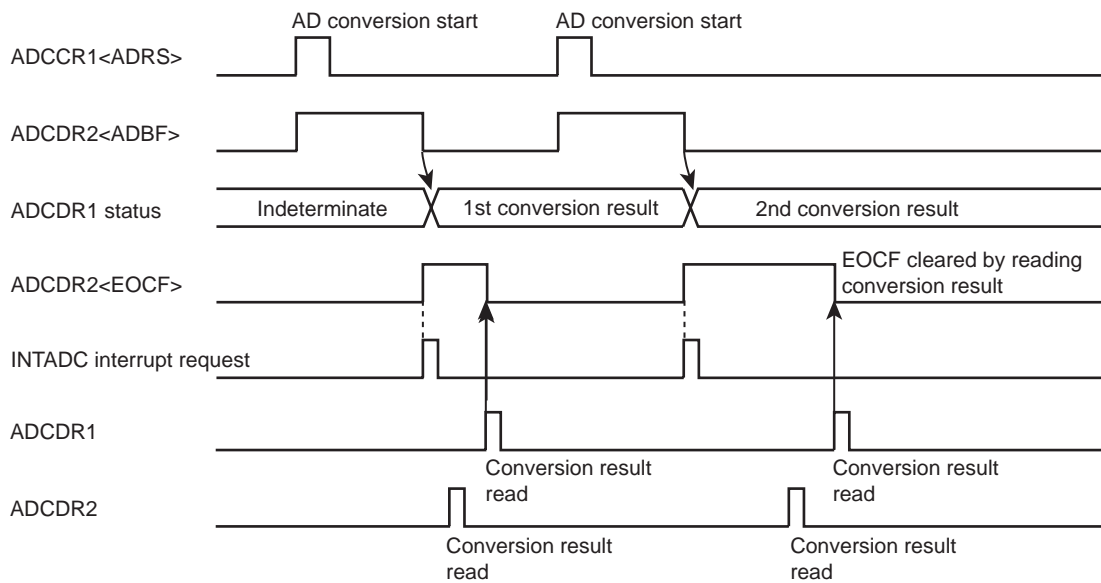 AD conversion start
AD conversion start
ADCCR1<ADRS>
ADCDR2<ADBF>
ADCDR1 status
Indeterminate
1st conversion result
2nd conversion result
ADCDR2<EOCF>
EOCF cleared by reading
conversion result
INTADC interrupt request
ADCDR1
Conversion result
read
Conversion result
read
ADCDR2
Conversion result
read
Conversion result
read